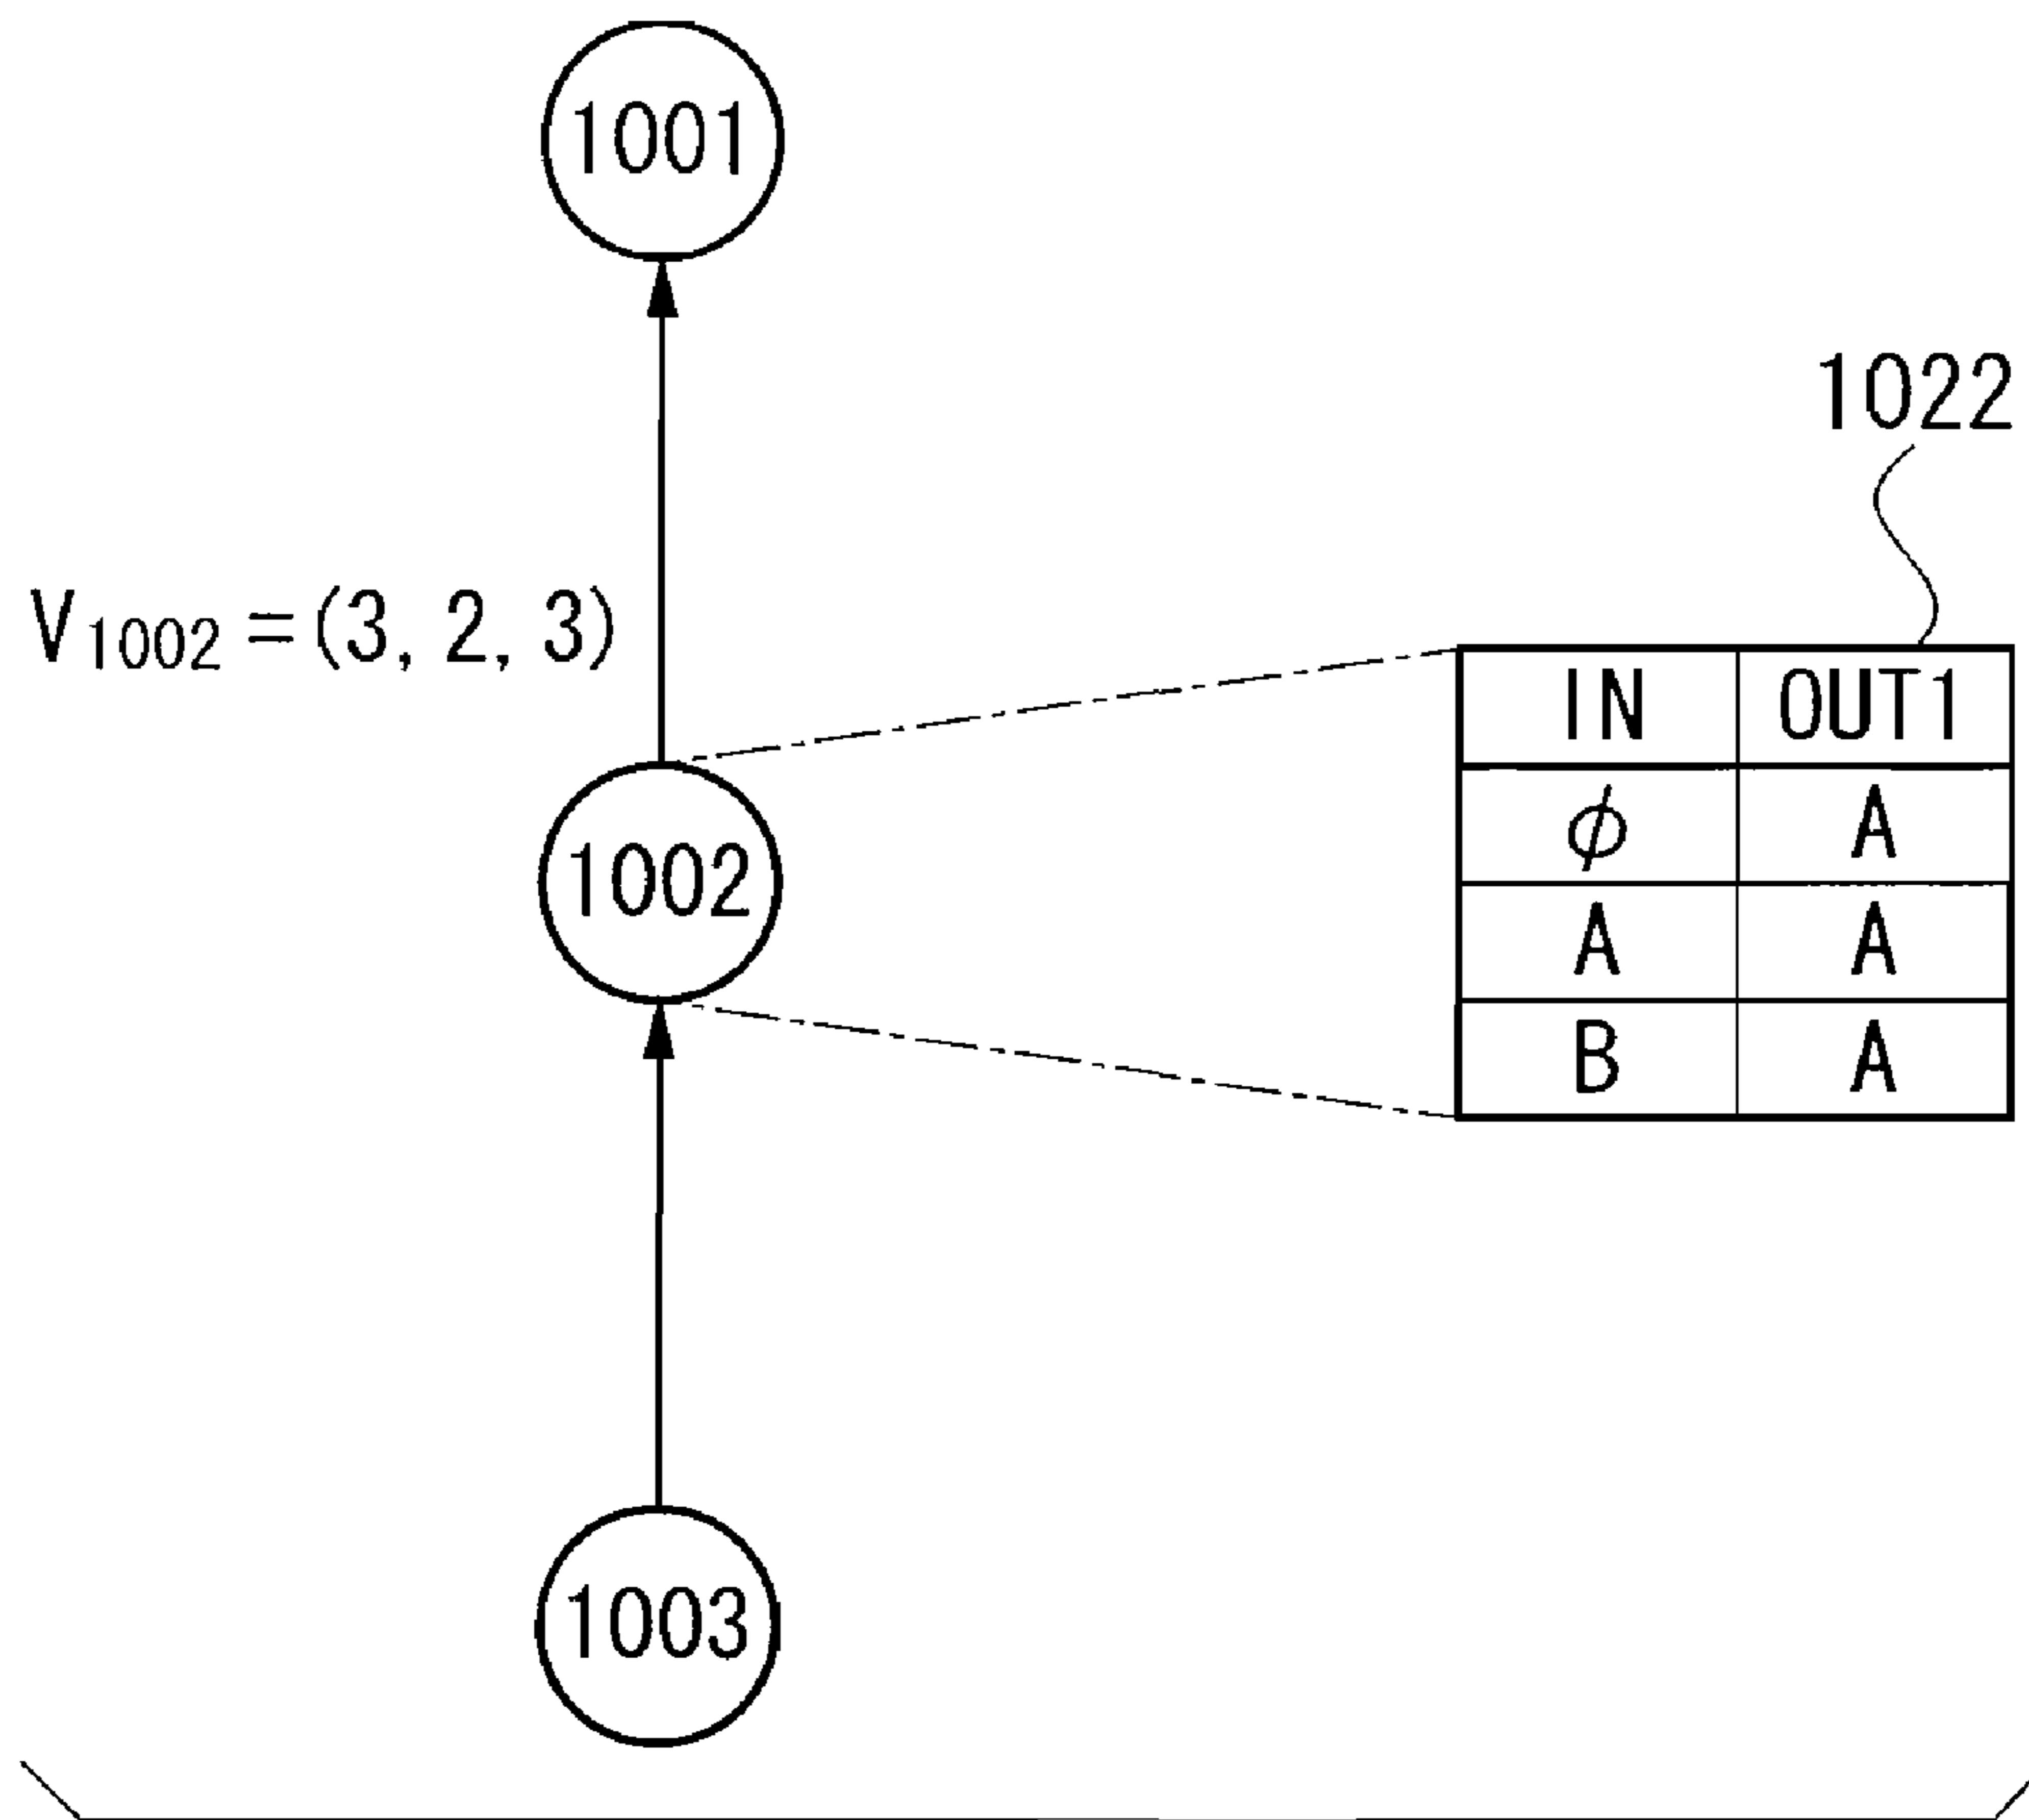 1001
1022
V1002=(3, 2, 3)
IN OUT1
φ A
1002
A A
B A
1003